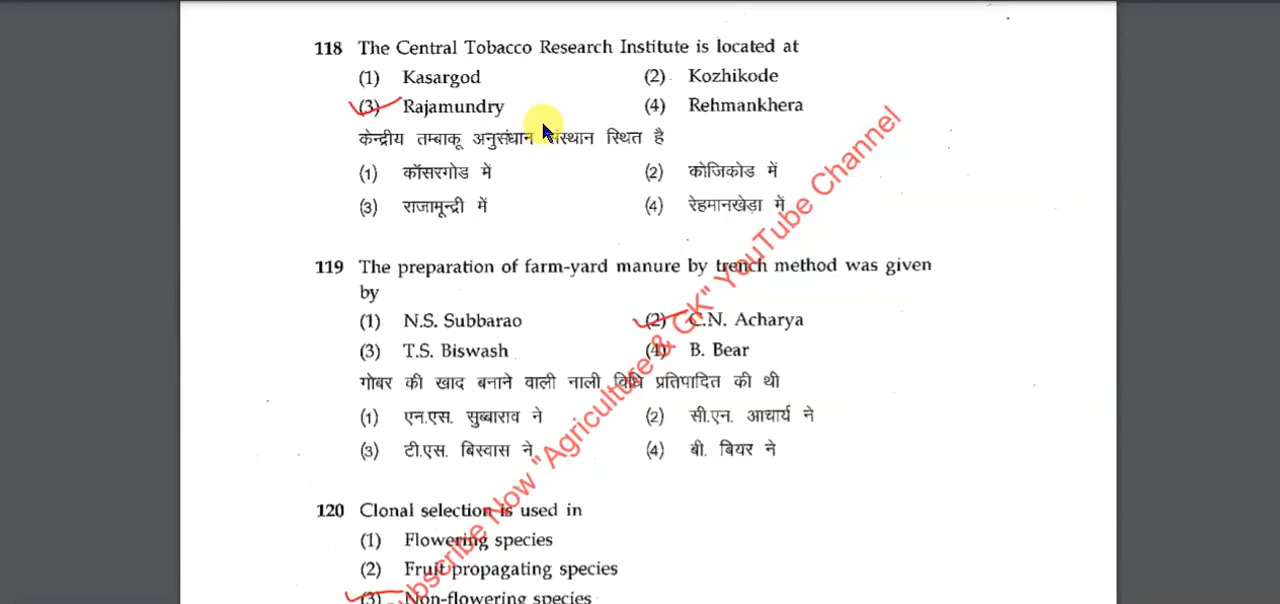 118 The Central Tobacco Research Institute is located at
(1) Kasargod (2) Kozhikode
(3) Rajamundry (4) Rehmankhera
केन्द्रीय तम्बाकू अनुसंधान संस्थान स्थित है
(1) कॉसरगोड में (2) कोजिकोड में
(3) राजामून्द्री में (4) रेहमानखेड़ा में
119 The preparation of farm-yard manure by trench method was given
by
(1) N.S. Subbarao (2) C.N. Acharya
(3) T.S. Biswash (4) B. Bear
गोबर की खाद बनाने वाली नाली विधि प्रतिपादित की थी
(1) एन.एस. सुब्बाराव ने (2) सी.एन. आचार्य ने
(3) टी.एस. बिस्वास ने (4) बी. बियर ने
120 Clonal selection is used in
(1) Flowering species
(2) Fruit propagating species
(3) Non-flowering species
Subscribe Now "Agriculture & GK" YouTube Channel